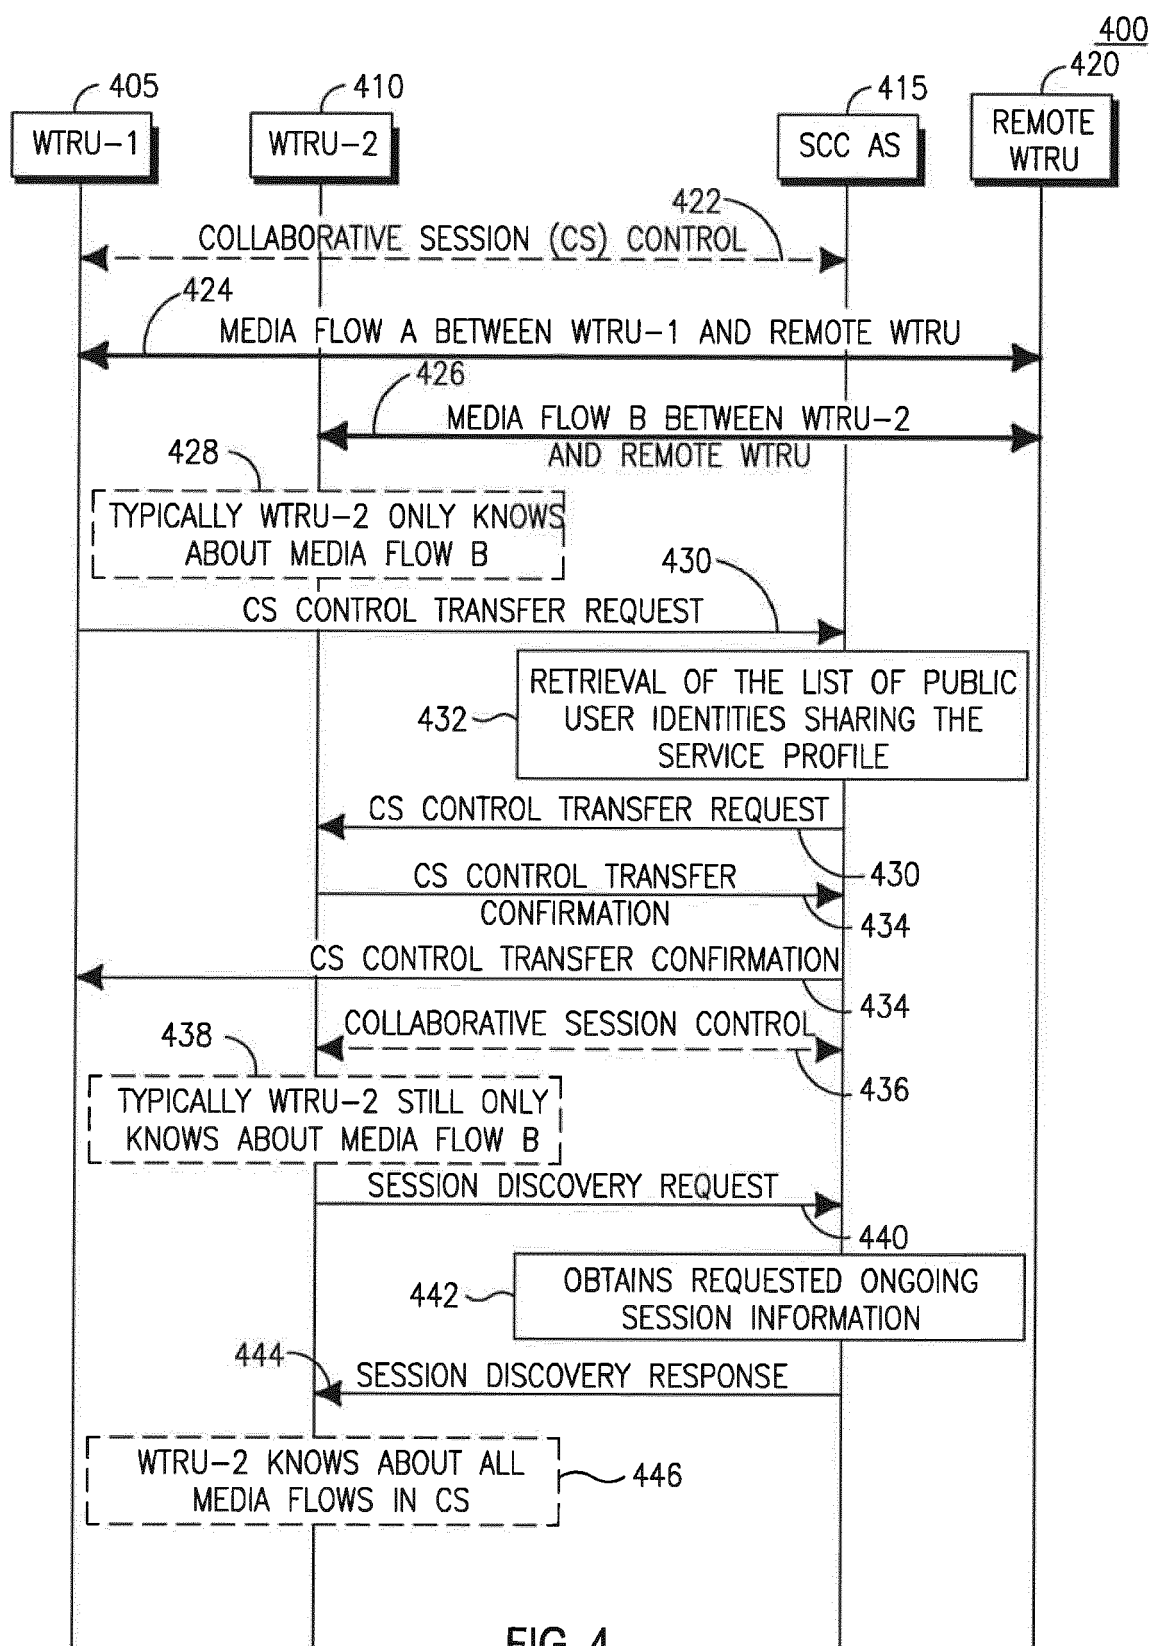 400
405
410
415
420
WTRU-1
WTRU-2
SCC AS
REMOTE
WTRU
422
COLLABORATIVE SESSION (CS) CONTROL
424
MEDIA FLOW A BETWEEN WTRU-1 AND REMOTE WTRU
426
MEDIA FLOW B BETWEEN WTRU-2
AND REMOTE WTRU
428
TYPICALLY WTRU-2 ONLY KNOWS
ABOUT MEDIA FLOW B
430
CS CONTROL TRANSFER REQUEST
432
RETRIEVAL OF THE LIST OF PUBLIC
USER IDENTITIES SHARING THE
SERVICE PROFILE
CS CONTROL TRANSFER REQUEST
430
CS CONTROL TRANSFER
CONFIRMATION
434
CS CONTROL TRANSFER CONFIRMATION
434
COLLABORATIVE SESSION CONTROL
436
438
TYPICALLY WTRU-2 STILL ONLY
KNOWS ABOUT MEDIA FLOW B
SESSION DISCOVERY REQUEST
440
442
OBTAINS REQUESTED ONGOING
SESSION INFORMATION
444
SESSION DISCOVERY RESPONSE
WTRU-2 KNOWS ABOUT ALL
MEDIA FLOWS IN CS
446
FIG. 4